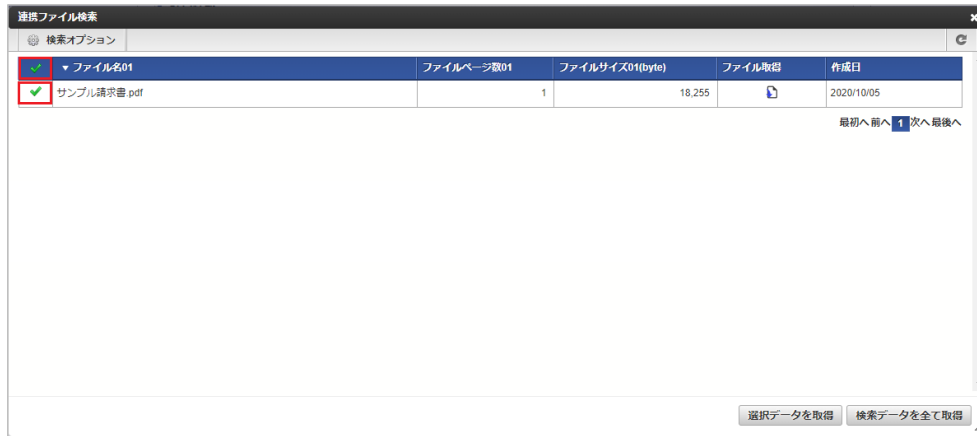 連携ファイル検索
検索オプション
▼ ファイル名01 ファイルページ数01 ファイルサイズ01(byte) ファイル取得 作成日
サンプル請求書.pdf 1 18,255 2020/10/05
最初へ 前へ 1 次へ 最後へ
選択データを取得 検索データを全て取得